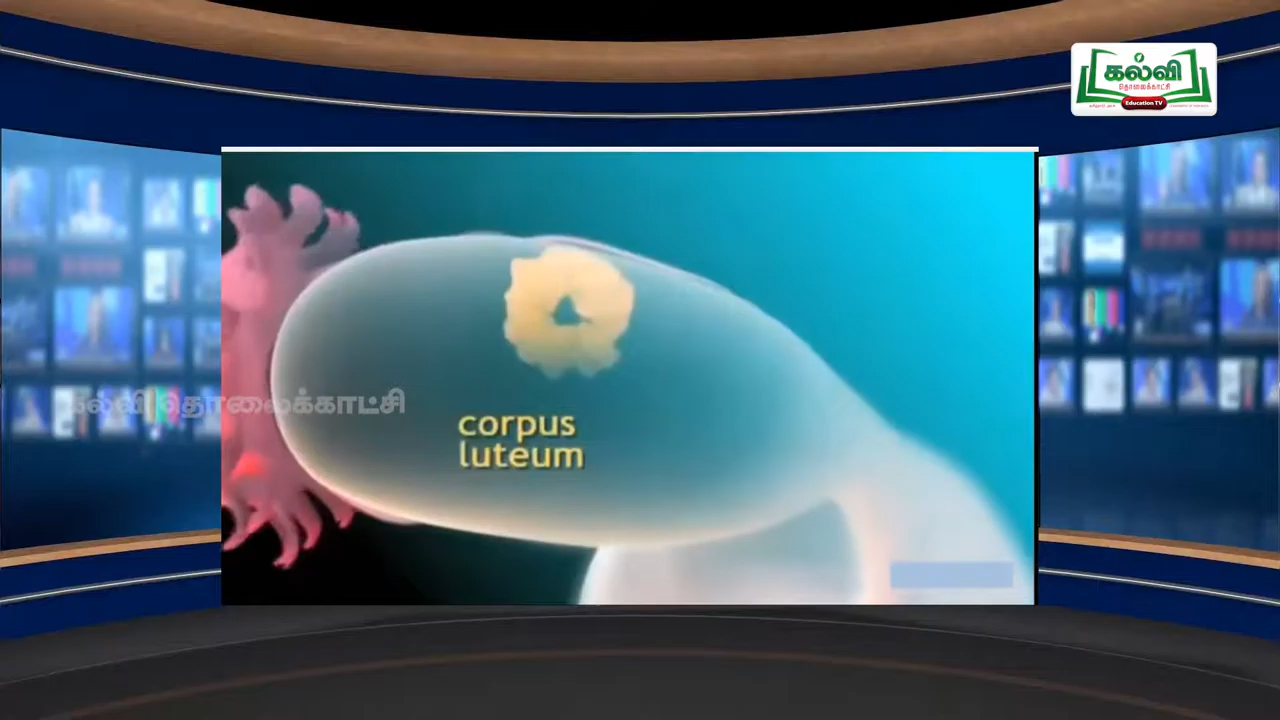 கல்வி
தொலைக்காட்சி
Education TV
கல்வி தொலைக்காட்சி
corpus
luteum